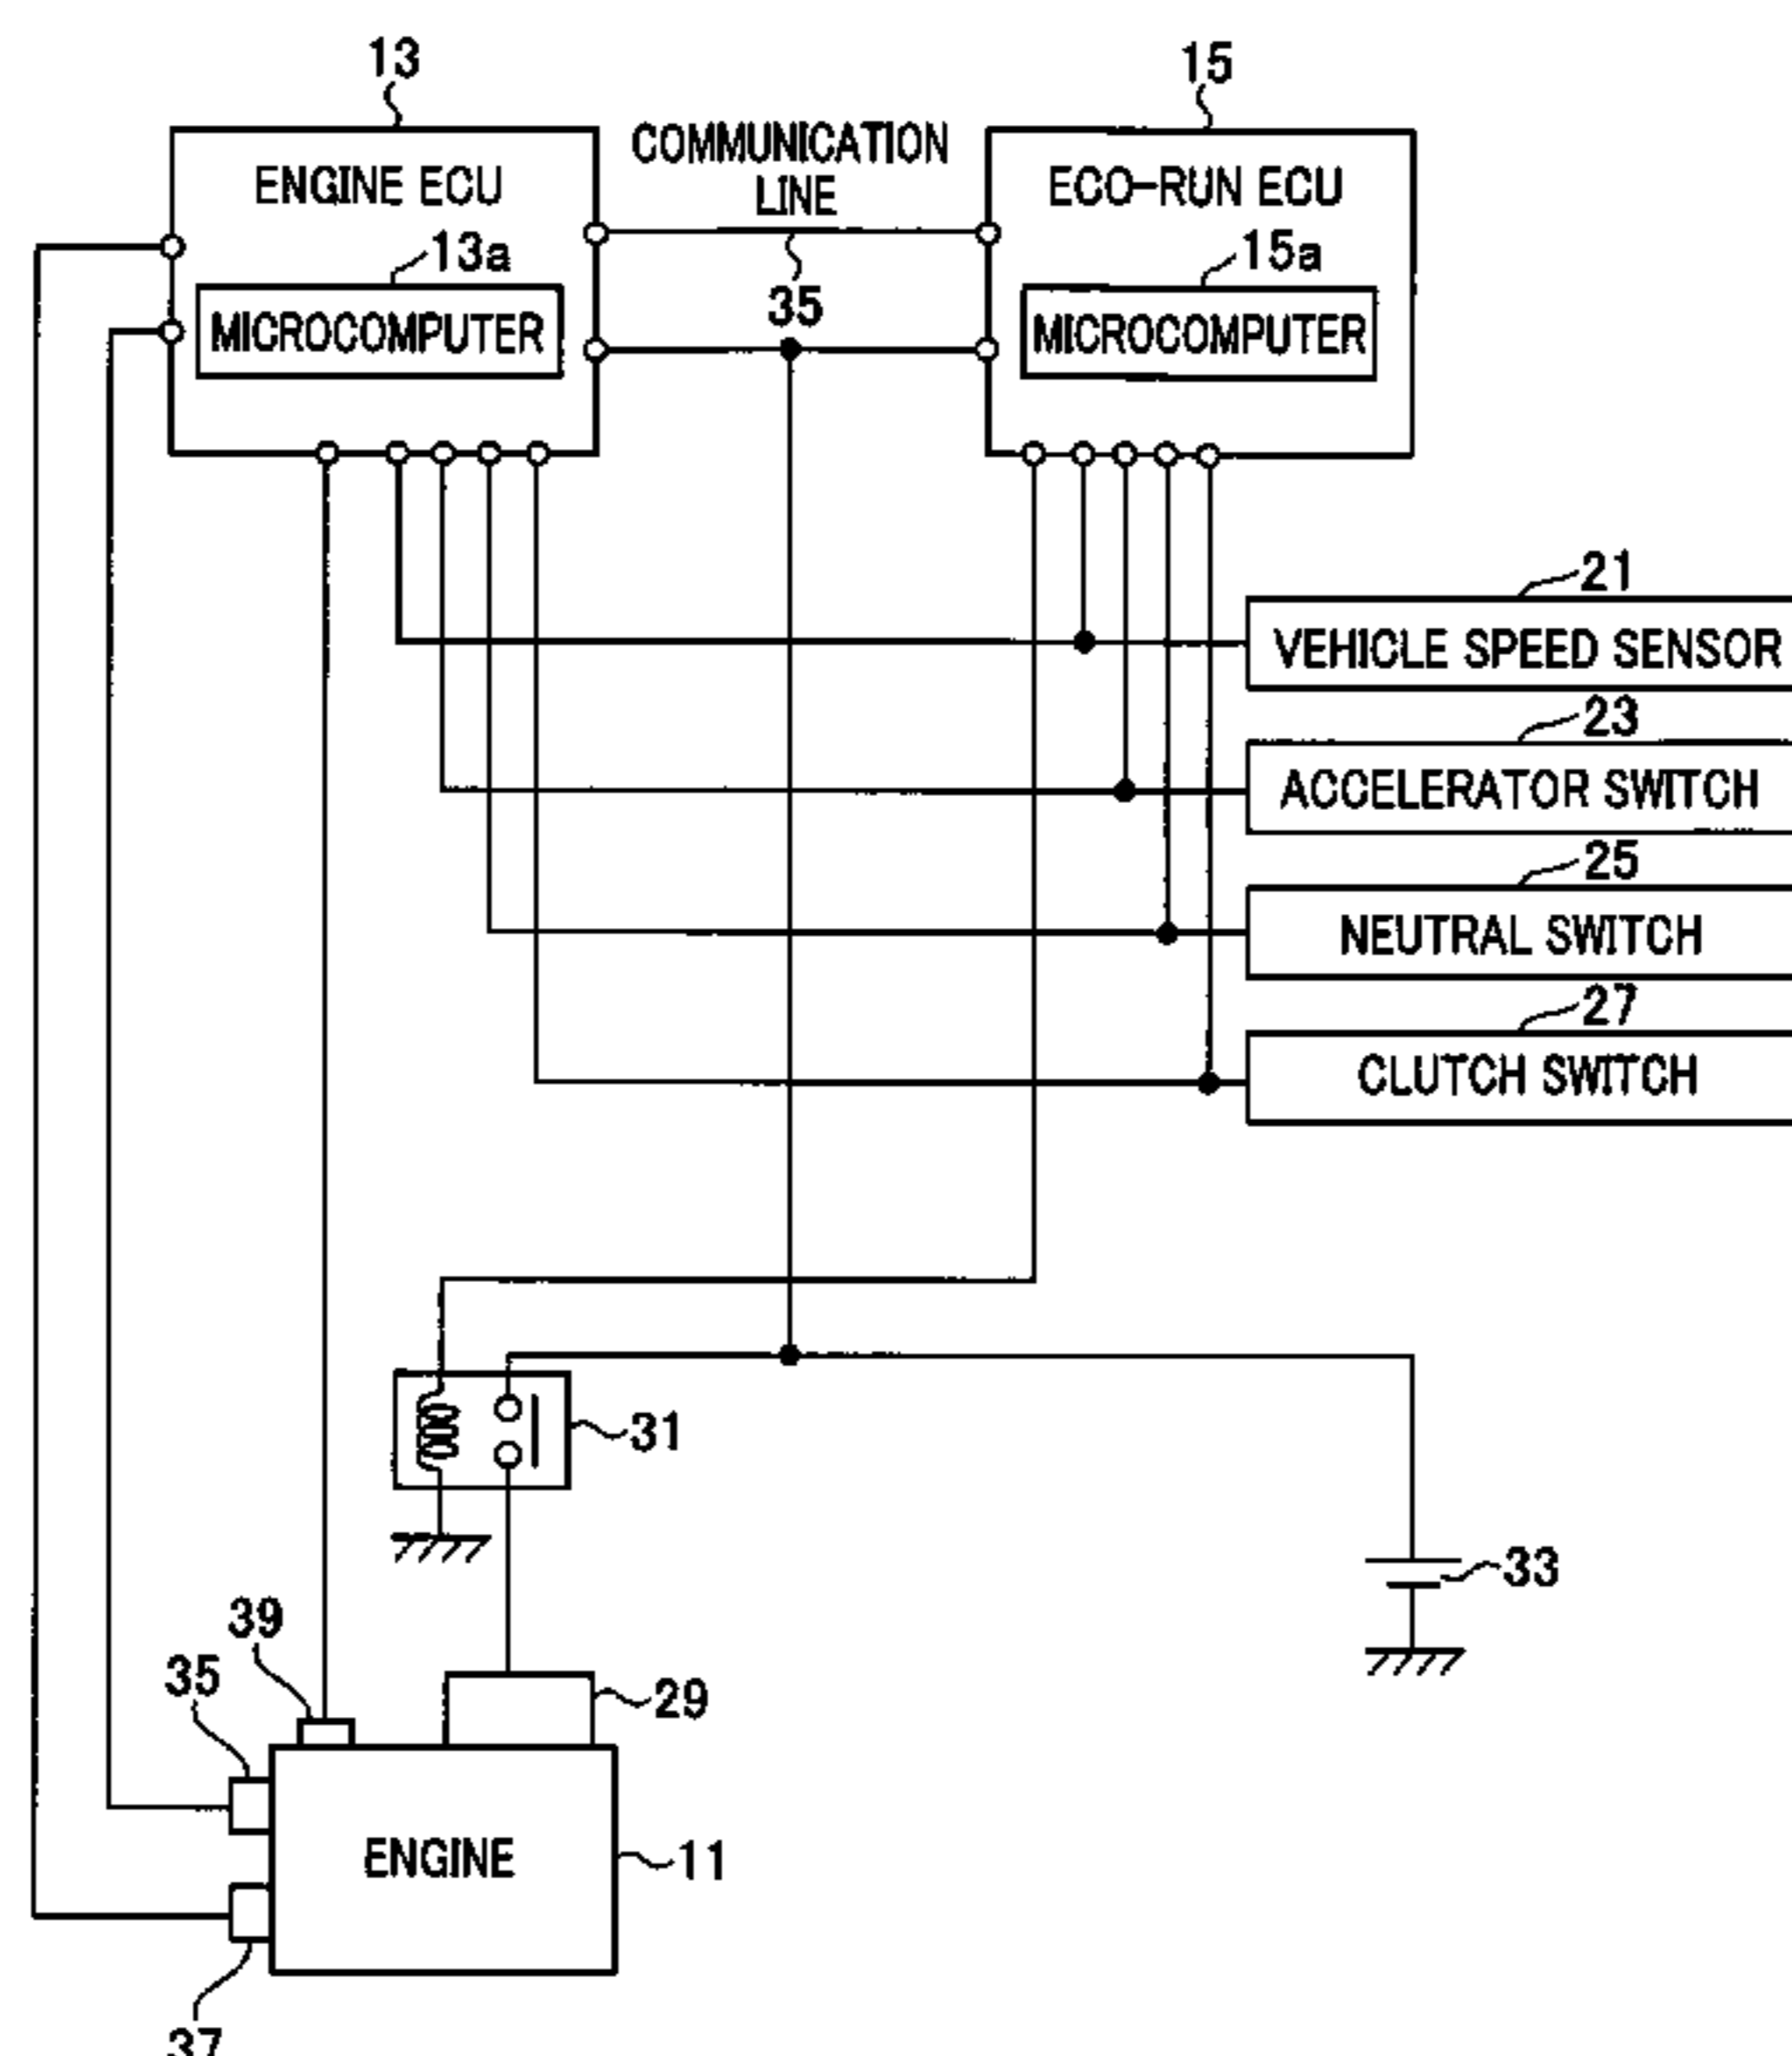 13
15
COMMUNICATION
LINE
ENGINE ECU
ECO-RUN ECU
13a
15a
35
MICROCOMPUTER
MICROCOMPUTER
21
VEHICLE SPEED SENSOR
23
ACCELERATOR SWITCH
25
NEUTRAL SWITCH
27
CLUTCH SWITCH
31
33
39
35
29
ENGINE
11
37